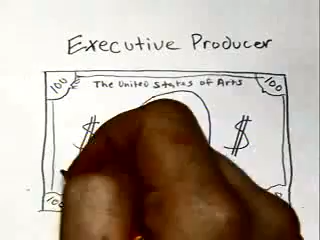 Executive Producer
100 The United States of Arts 100
$ $
100